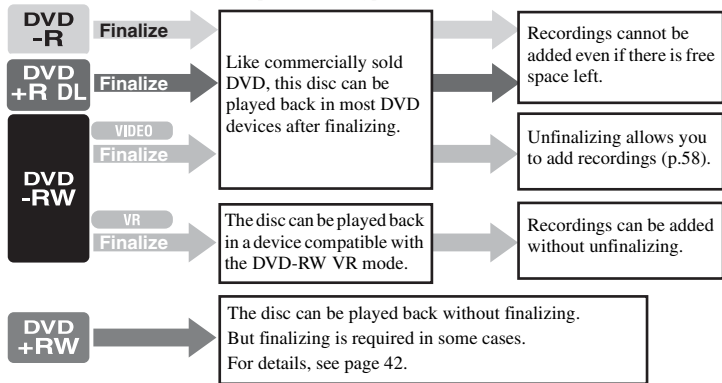 DVD
-R
Finalize
Like commercially sold
DVD, this disc can be
played back in most DVD
devices after finalizing.
Recordings cannot be
added even if there is free
space left.
DVD
+R DL
Finalize
DVD
-RW
VIDEO
Finalize
Unfinalizing allows you
to add recordings (p.58).
VR
Finalize
The disc can be played back
in a device compatible with
the DVD-RW VR mode.
Recordings can be added
without unfinalizing.
DVD
+RW
The disc can be played back without finalizing.
But finalizing is required in some cases.
For details, see page 42.